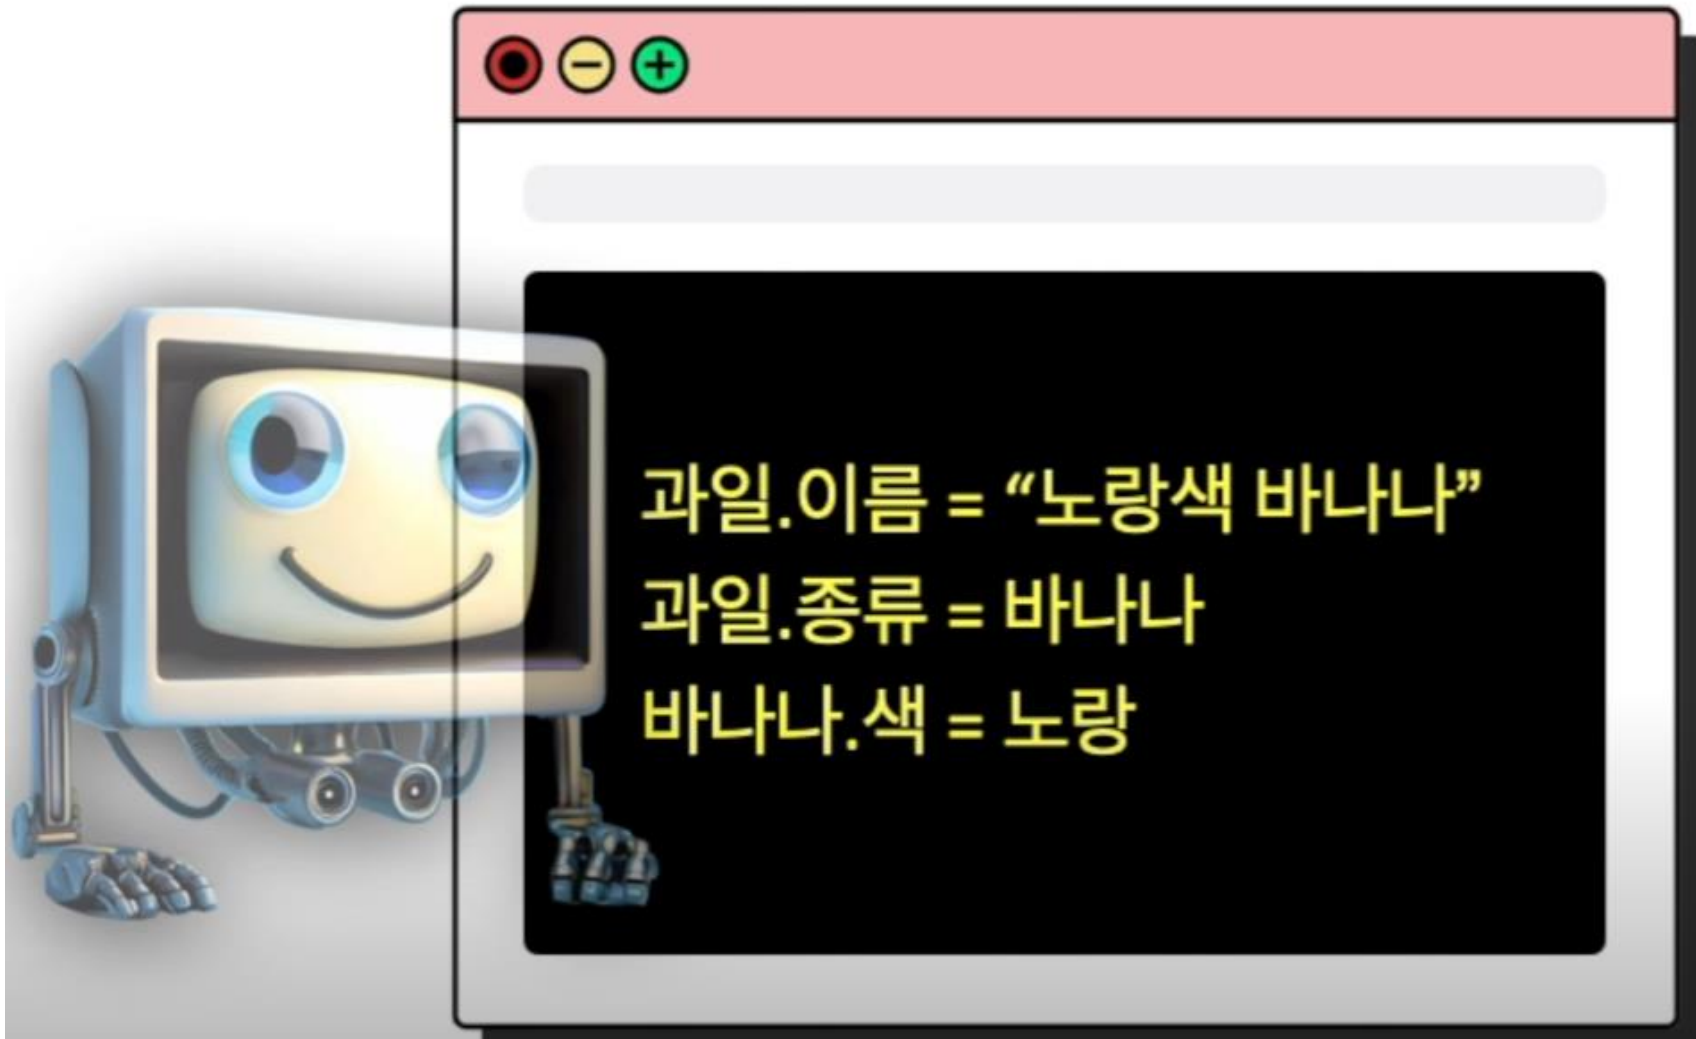 과일.이름 = “노랑색 바나나”
과일.종류 = 바나나
바나나.색 = 노랑